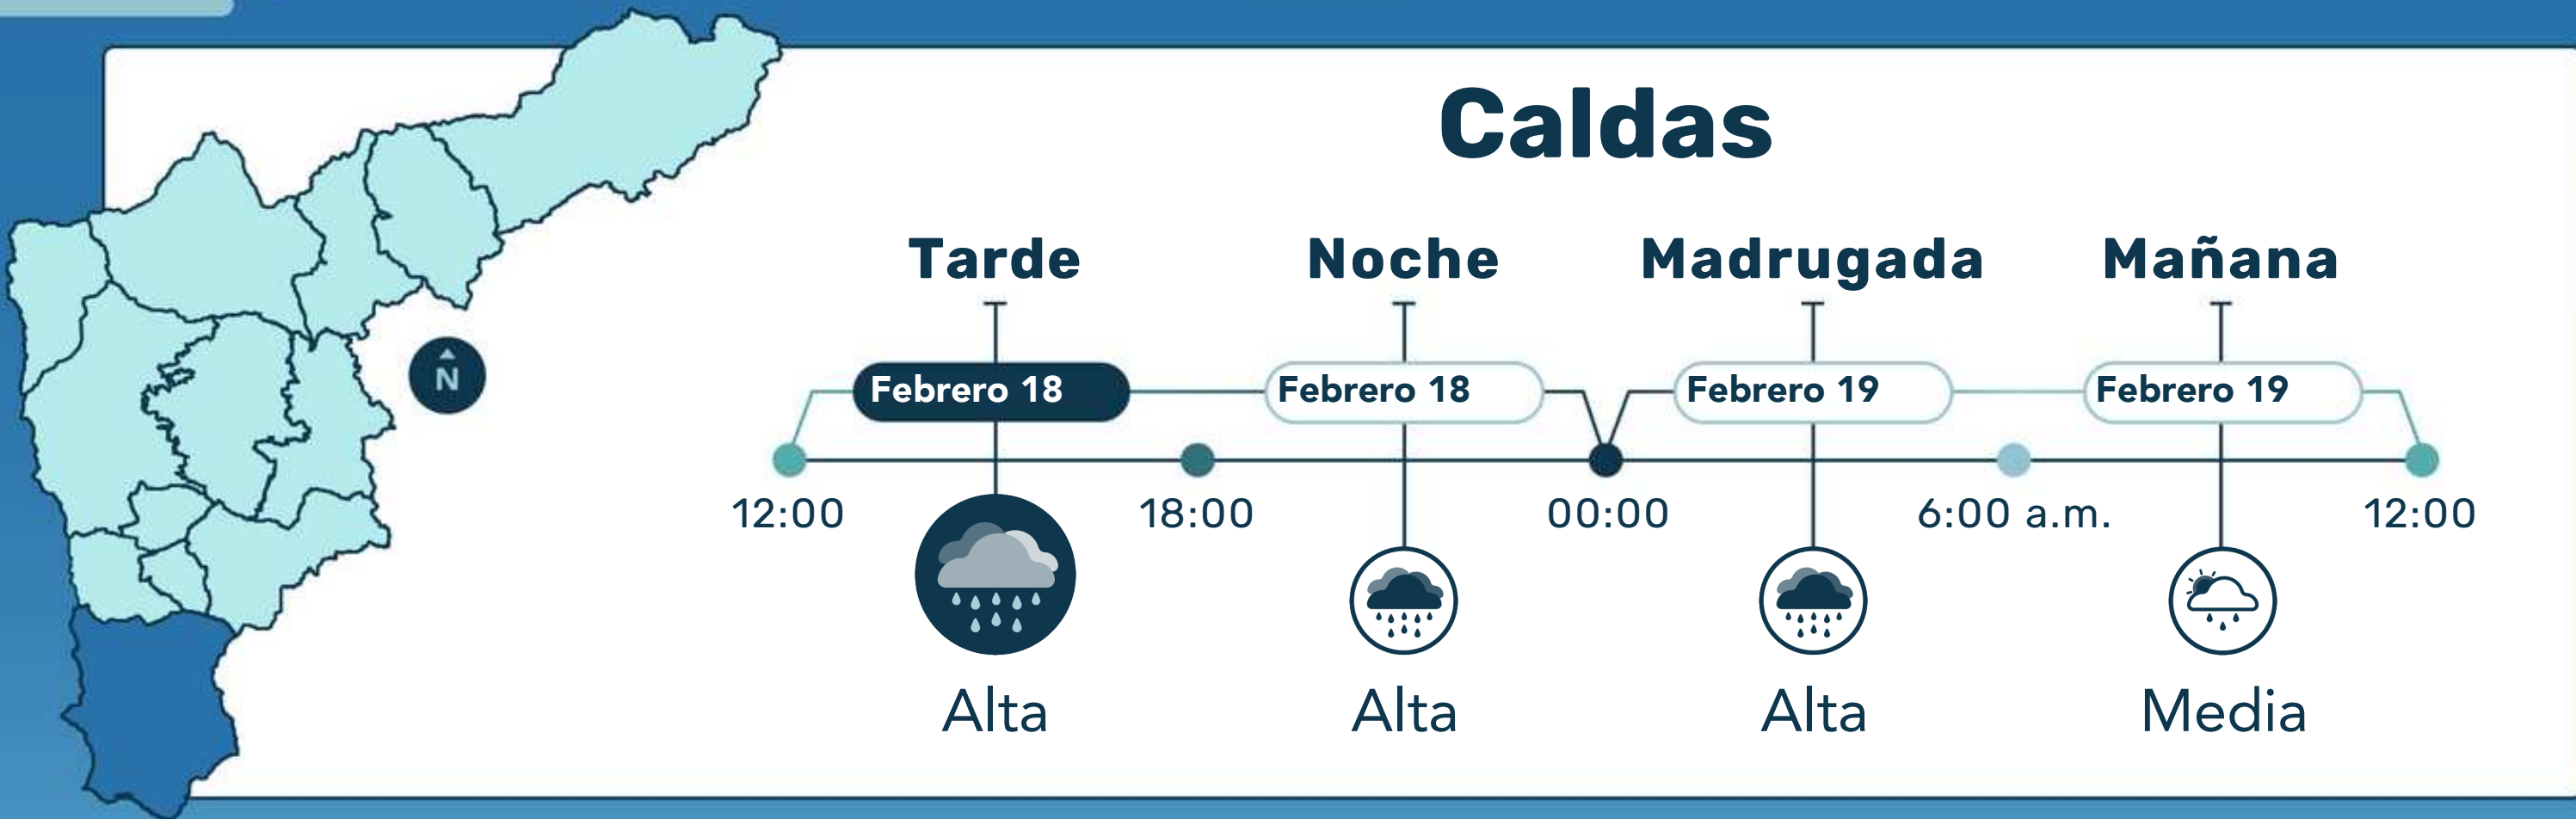 Caldas
Tarde Noche Madrugada Mañana
Febrero 18 Febrero 18 Febrero 19 Febrero 19
N
12:00 18:00 00:00 6:00 a.m. 12:00
Alta Alta Alta Media